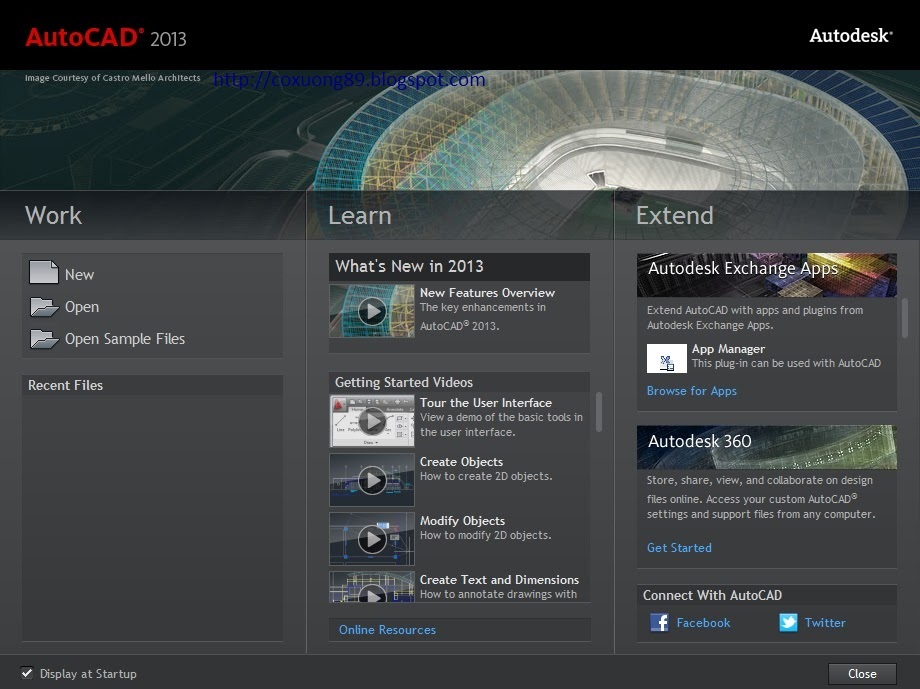 AutoCAD® 2013
Autodesk®
Image Courtesy of Castro Mello Architects
http://coxuong89.blogspot.com
Work
New
Open
Open Sample Files
Recent Files
Learn
What's New in 2013
New Features Overview
The key enhancements in
AutoCAD® 2013.
Getting Started Videos
Tour the User Interface
View a demo of the basic tools in
the user interface.
Create Objects
How to create 2D objects.
Modify Objects
How to modify 2D objects.
Create Text and Dimensions
How to annotate drawings with
Online Resources
Extend
Autodesk Exchange Apps
Extend AutoCAD with apps and plugins from
Autodesk Exchange Apps.
App Manager
This plug-in can be used with AutoCAD
Browse for Apps
Autodesk 360
Store, share, view, and collaborate on design
files online. Access your custom AutoCAD®
settings and support files from any computer.
Get Started
Connect With AutoCAD
Facebook
Twitter
Display at Startup
Close